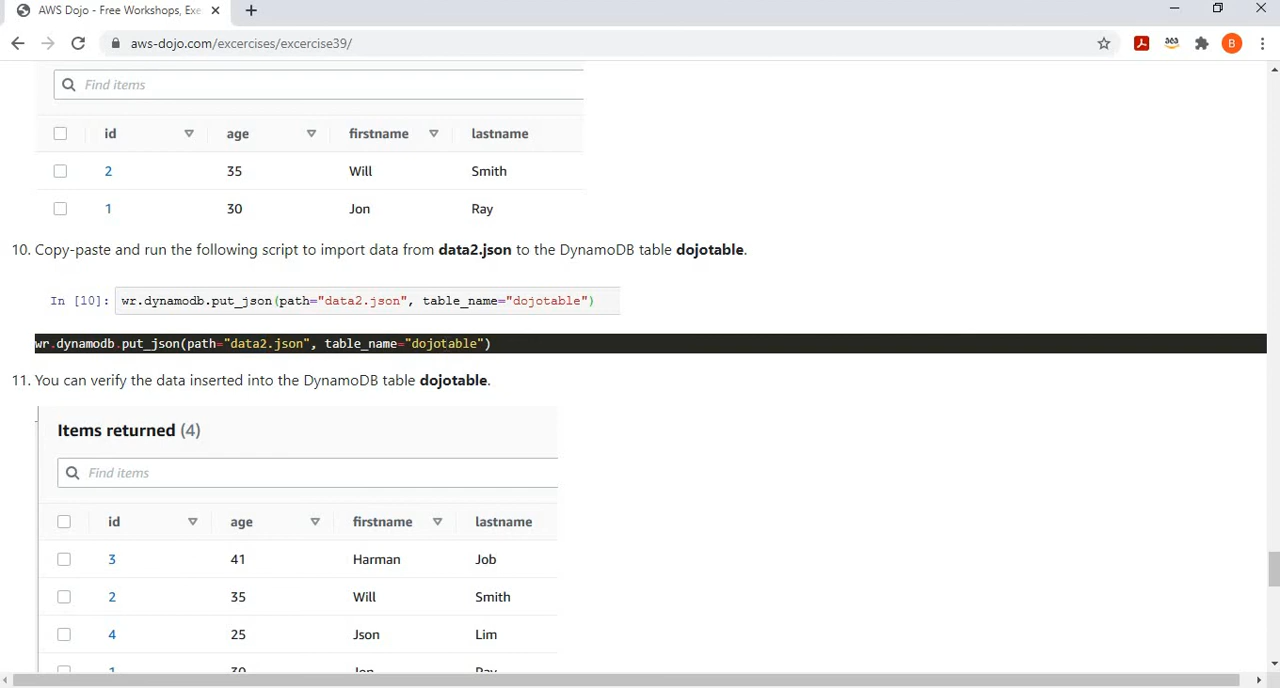 AWS Dojo - Free Workshops, Exe
aws-dojo.com/excercises/excercise39/
B
Find items
id age firstname lastname
2 35 Will Smith
1 30 Jon Ray
10. Copy-paste and run the following script to import data from data2.json to the DynamoDB table dojotable.
In [10]: wr.dynamodb.put_json(path="data2.json", table_name="dojotable")
wr.dynamodb.put_json(path="data2.json", table_name="dojotable")
11. You can verify the data inserted into the DynamoDB table dojotable.
Items returned (4)
Find items
id age firstname lastname
3 41 Harman Job
2 35 Will Smith
4 25 Json Lim
1 30 Jon Ray